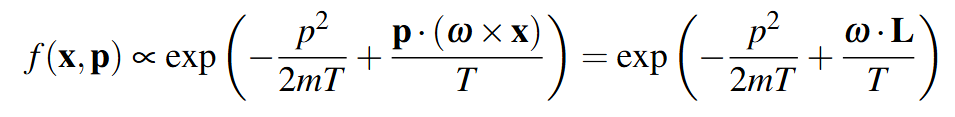 f(𝐱,𝐩) ∝ exp(−p²/2mT + 𝐩·(𝛚 × 𝐱)/T) = exp(−p²/2mT + 𝛚·𝐋/T)